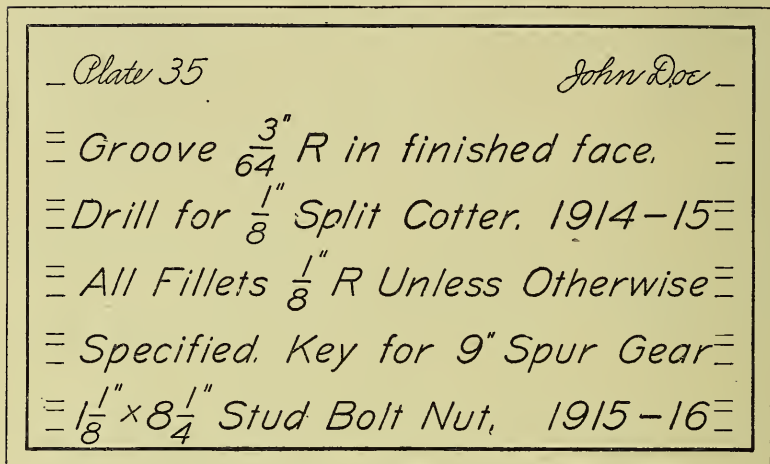 Plate 35 John Doe
Groove 3/64" R in finished face.
Drill for 1/8" Split Cotter. 1914-15
All Fillets 1/8" R Unless Otherwise
Specified. Key for 9" Spur Gear
1 1/8" × 8 1/4" Stud Bolt Nut. 1915-16